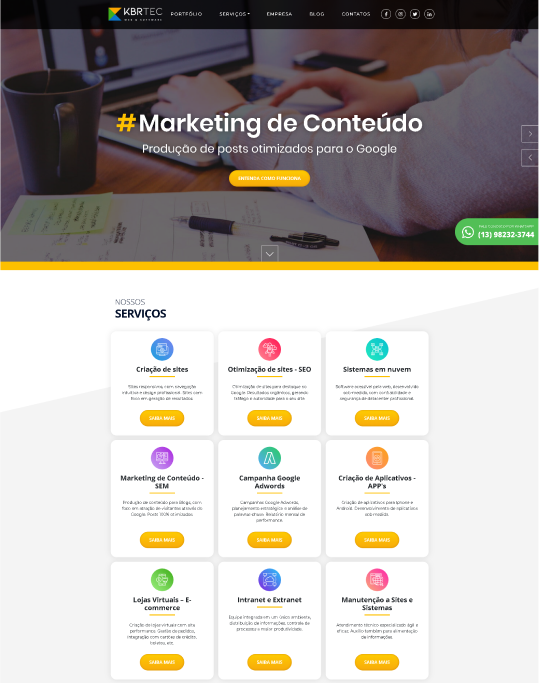 KBRTEC
WEB & SOFTWARE
PORTFÓLIO
SERVIÇOS
EMPRESA
BLOG
CONTATOS
#Marketing de Conteúdo
Produção de posts otimizados para o Google
ENTENDA COMO FUNCIONA
(13) 98232-3744
NOSSOS
SERVIÇOS
Criação de sites
Sites responsivos, com navegação
intuitiva e design profissional. Sites com
foco em geração de resultados.
SAIBA MAIS
Otimização de sites - SEO
Otimização de sites para destaque no
Google. Resultados orgânicos, gerando
tráfego e autoridade para o seu site.
SAIBA MAIS
Sistemas em nuvem
Software acessível pela web, desenvolvido
sob medida, com confiabilidade e
segurança de datacenter profissional.
SAIBA MAIS
Marketing de Conteúdo -
SEM
Produção de conteúdo para Blogs, com
foco em atração de visitantes através do
Google. Posts 100% otimizados.
SAIBA MAIS
Campanha Google
Adwords
Campanhas Google Adwords,
planejamento estratégico e análise de
palavras-chave. Relatório mensal de
performance.
SAIBA MAIS
Criação de Aplicativos -
APP's
Criação de aplicativos para Iphone e
Android. Desenvolvimento de aplicativos
sob medida.
SAIBA MAIS
Lojas Virtuais – E-
commerce
Criação de lojas virtuais com alta
performance. Gestão de pedidos,
integração com cartões de crédito,
boletos, etc.
SAIBA MAIS
Intranet e Extranet
Equipe integrada em um único ambiente,
distribuição de informações, controle de
processos e maior produtividade.
SAIBA MAIS
Manutenção a Sites e
Sistemas
Atendimento técnico especializado ágil e
eficaz. Auxílio também para alimentação
de informações.
SAIBA MAIS